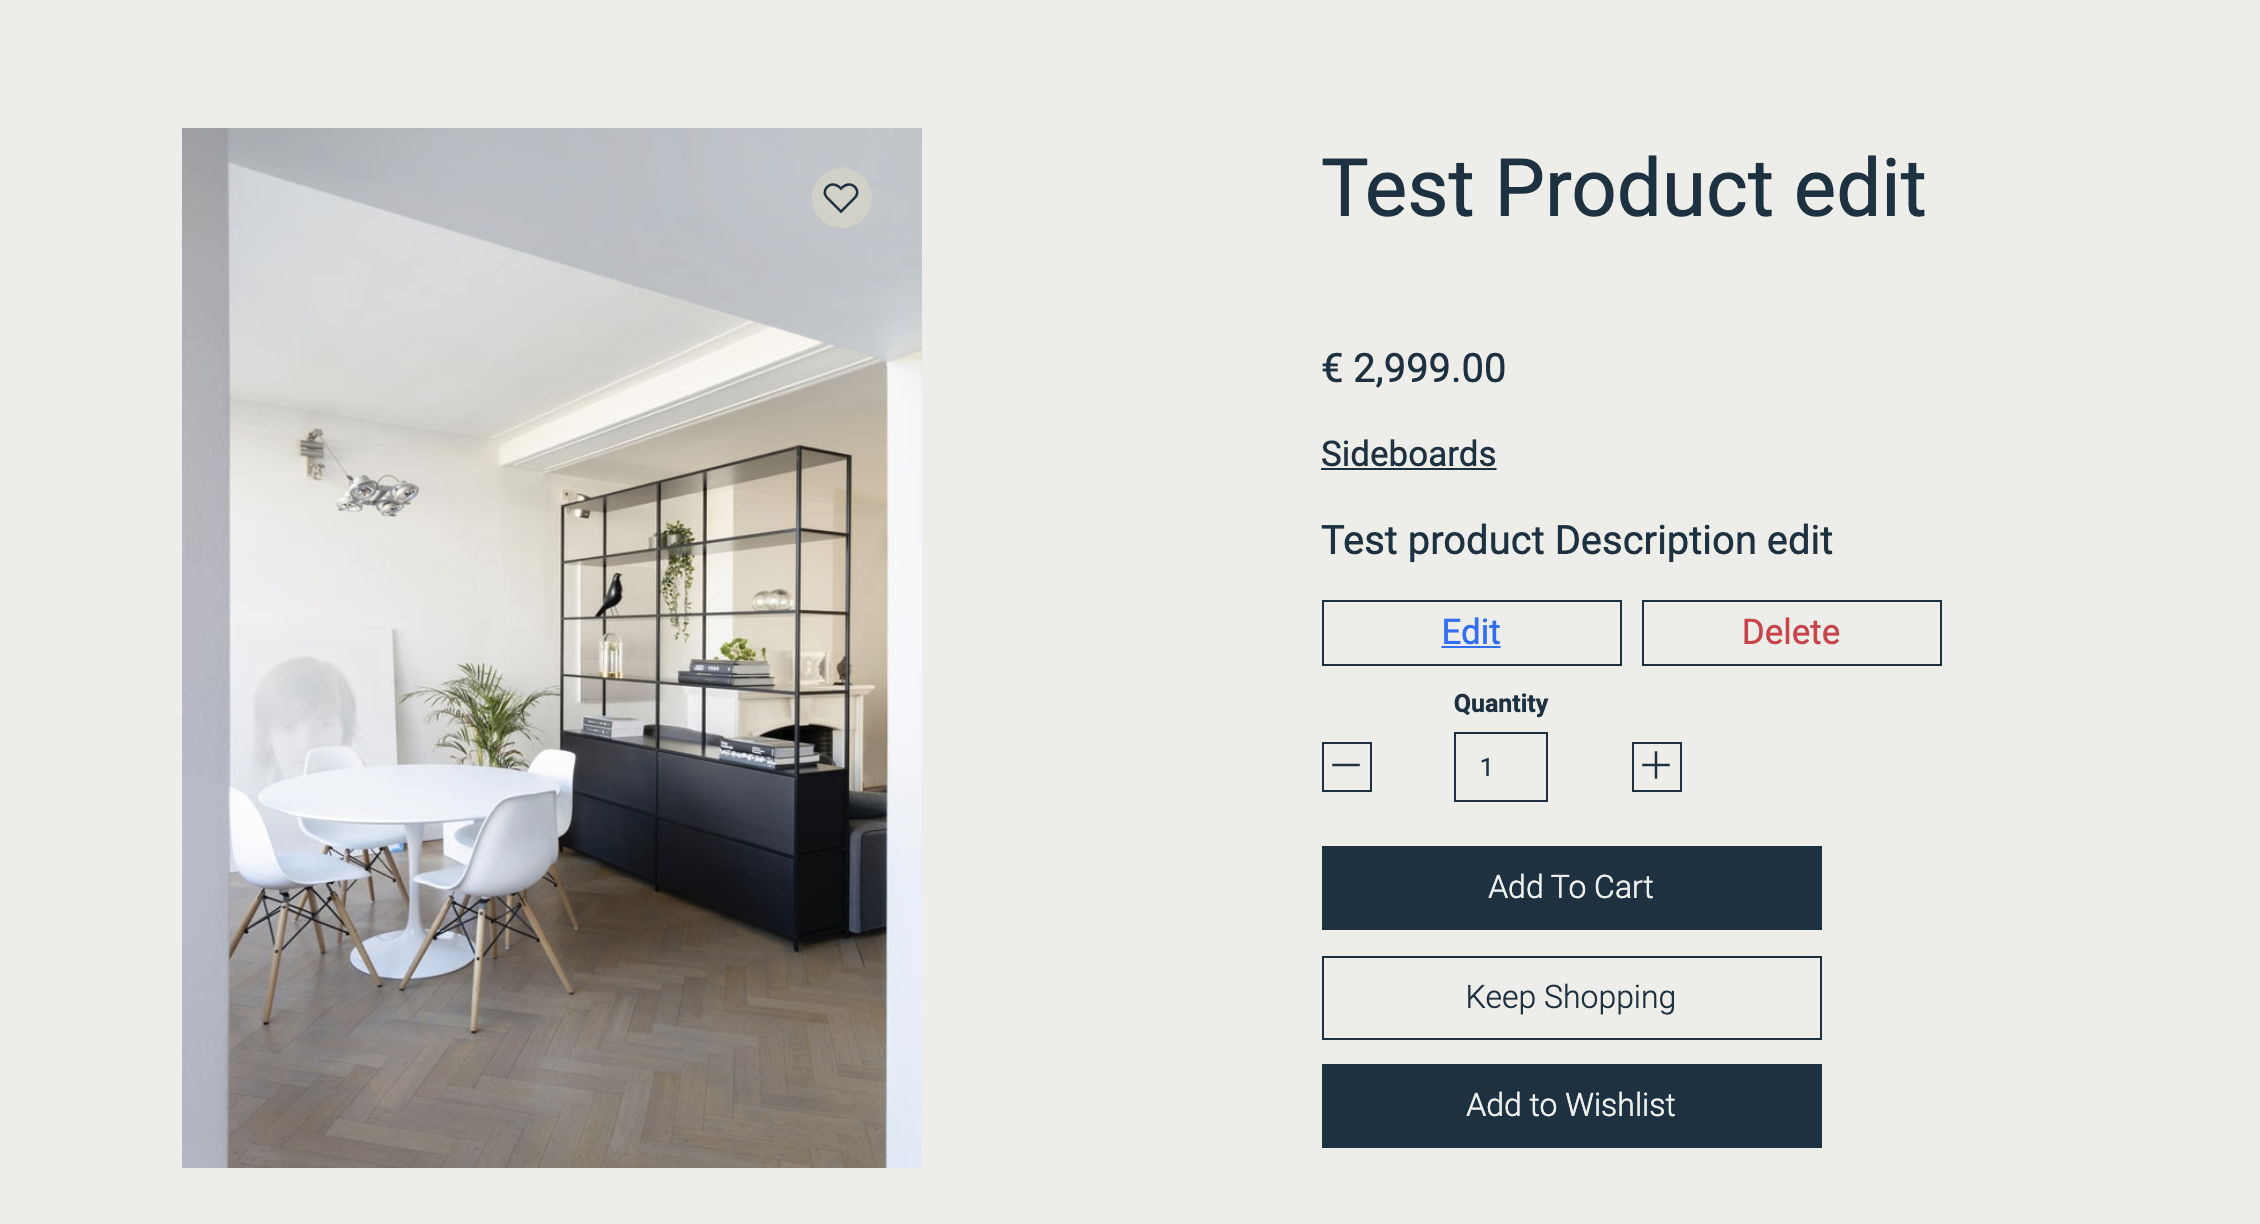 Test Product edit
€ 2,999.00
Sideboards
Test product Description edit
Edit
Delete
Quantity
1
Add To Cart
Keep Shopping
Add to Wishlist